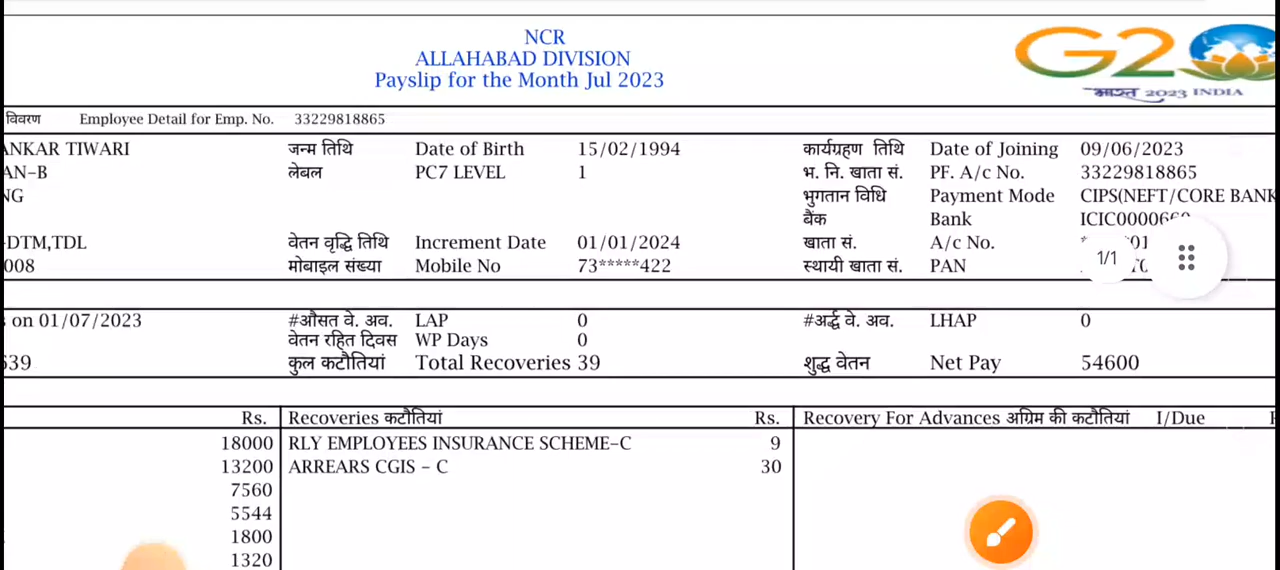 NCR
ALLAHABAD DIVISION
Payslip for the Month Jul 2023
G20
भारत 2023 INDIA
विवरण Employee Detail for Emp. No. 33229818865
ANKAR TIWARI जन्म तिथि Date of Birth 15/02/1994 कार्यग्रहण तिथि Date of Joining 09/06/2023
AN-B लेबल PC7 LEVEL 1 भ. नि. खाता सं. PF. A/c No. 33229818865
NG भुगतान विधि Payment Mode CIPS(NEFT/CORE BANK
बैंक Bank
-DTM,TDL वेतन वृद्धि तिथि Increment Date 01/01/2024 खाता सं. A/c No.
008 मोबाइल संख्या Mobile No 73*****422 स्थायी खाता सं. PAN
1/1
s on 01/07/2023 #औसत वे. अव. LAP 0 #अर्द्ध वे. अव. LHAP 0
वेतन रहित दिवस WP Days 0
639 कुल कटौतियां Total Recoveries 39 शुद्ध वेतन Net Pay 54600
Rs. Recoveries कटौतियां Rs. Recovery For Advances अग्रिम की कटौतियां I/Due
18000 RLY EMPLOYEES INSURANCE SCHEME-C 9
13200 ARREARS CGIS - C 30
7560
5544
1800
1320